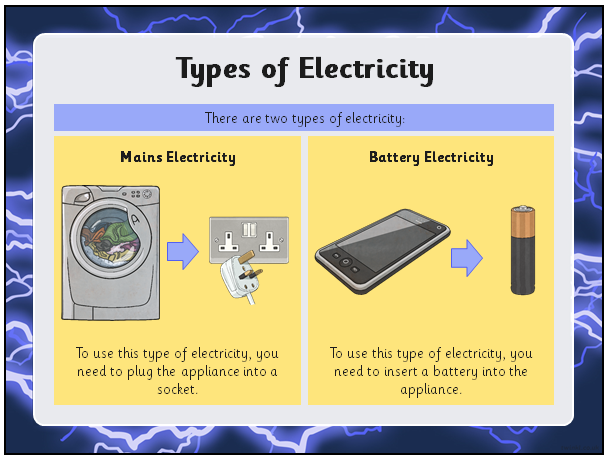 Types of Electricity
There are two types of electricity:
Mains Electricity
To use this type of electricity, you
need to plug the appliance into a
socket.
Battery Electricity
To use this type of electricity, you
need to insert a battery into the
appliance.